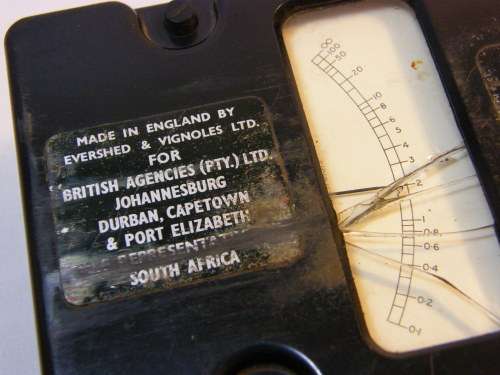 MADE IN ENGLAND BY
EVERSHED & VIGNOLES LTD.
FOR
BRITISH AGENCIES (PTY.) LTD.
JOHANNESBURG
DURBAN, CAPETOWN
& PORT ELIZABETH
SOUTH AFRICA
∞
100
50
20
10
8
6
5
4
3
2
1
0·8
0·6
0·4
0·2
0·1